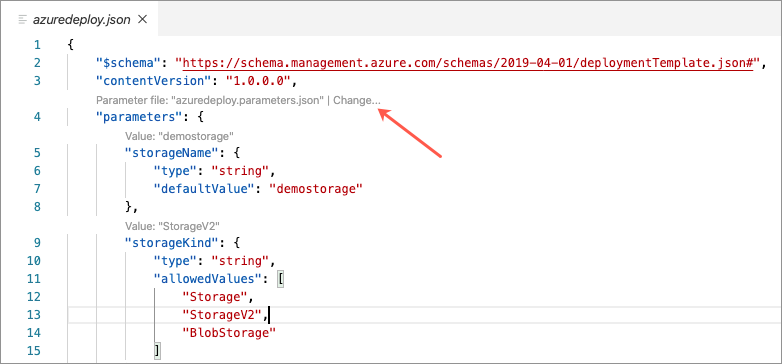 azuredeploy.json
1 {
2 "$schema": "https://schema.management.azure.com/schemas/2019-04-01/deploymentTemplate.json#",
3 "contentVersion": "1.0.0.0",
Parameter file: "azuredeploy.parameters.json" | Change...
4 "parameters": {
Value: "demostorage"
5 "storageName": {
6 "type": "string",
7 "defaultValue": "demostorage"
8 },
Value: "StorageV2"
9 "storageKind": {
10 "type": "string",
11 "allowedValues": [
12 "Storage",
13 "StorageV2",
14 "BlobStorage"
15 ]